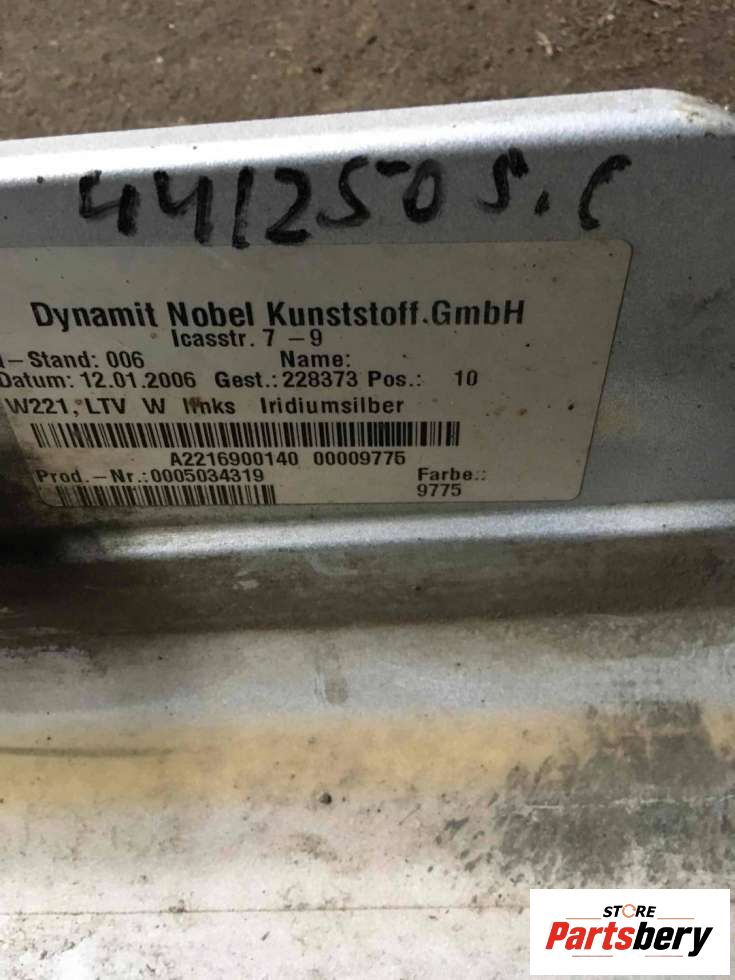 4412505.C
Dynamit Nobel Kunststoff.GmbH
Icasstr. 7 -9
-Stand: 006 Name:
Datum: 12.01.2006 Gest.: 228373 Pos.: 10
W221, LTV W links Iridiumsilber
A2216900140 00009775
Prod.-Nr.:0005034319 Farbe.:
9775
STORE
Partsbery